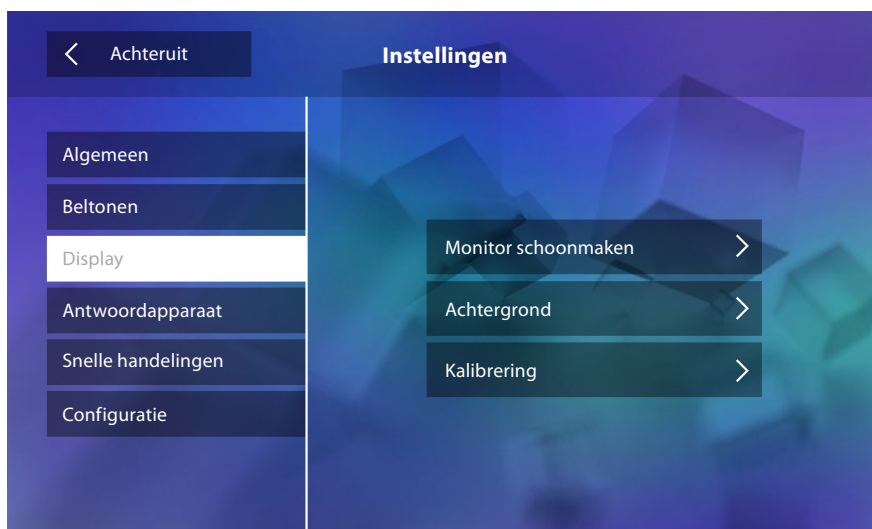 Achteruit
Instellingen
Algemeen
Beltonen
Display
Antwoordapparaat
Snelle handelingen
Configuratie
Monitor schoonmaken
Achtergrond
Kalibrering